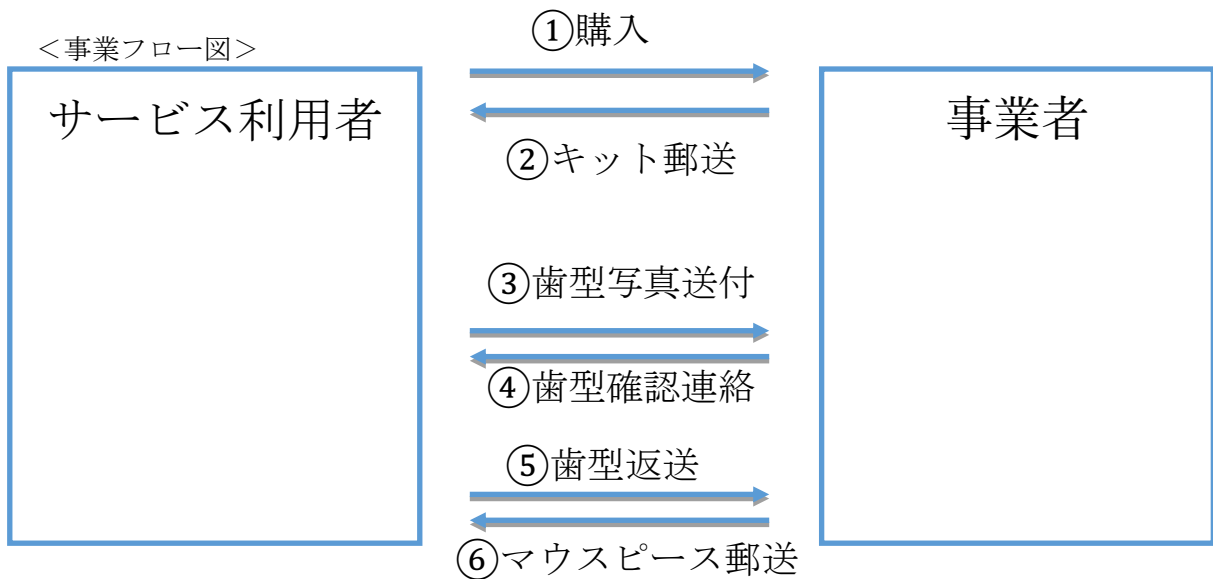 ①購入
＜事業フロー図＞
サービス利用者
事業者
②キット郵送
③歯型写真送付
④歯型確認連絡
⑤歯型返送
⑥マウスピース郵送